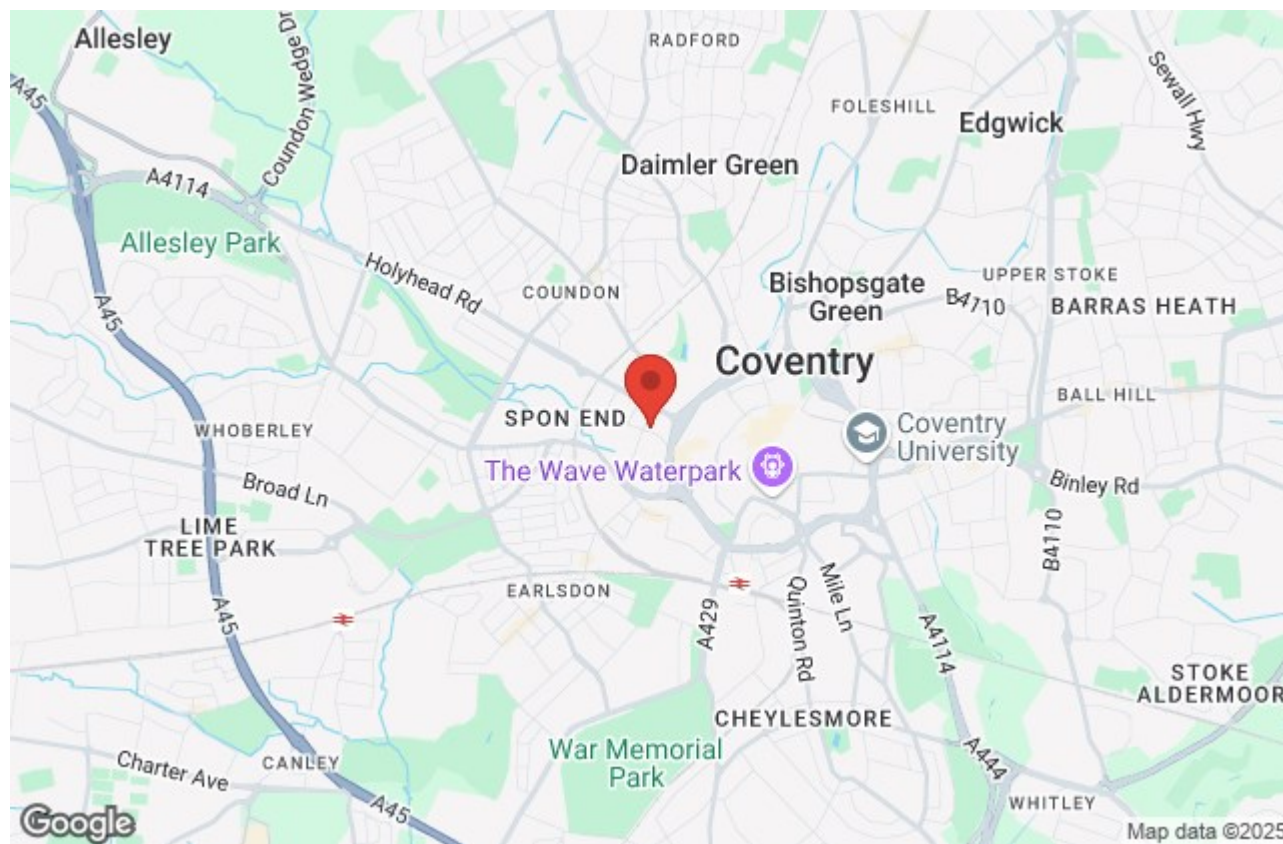 Allesley
Coundon Wedge Dr
RADFORD
A45
FOLESHILL
Sewall Hwy
Edgwick
Daimler Green
A4114
Allesley Park
Holyhead Rd
COUNDON
Bishopsgate
Green
UPPER STOKE
B4110
BARRAS HEATH
A45
Coventry
BALL HILL
SPON END
WHOBERLEY
Coventry
University
The Wave Waterpark
Broad Ln
Binley Rd
LIME
TREE PARK
B4110
EARLSDON
A45
A429
Quinton Rd
Mile Ln
A4114
STOKE
ALDERMOOR
CHEYLESMORE
War Memorial
Park
CANLEY
Charter Ave
A45
A444
WHITLEY
Google
Map data ©2025